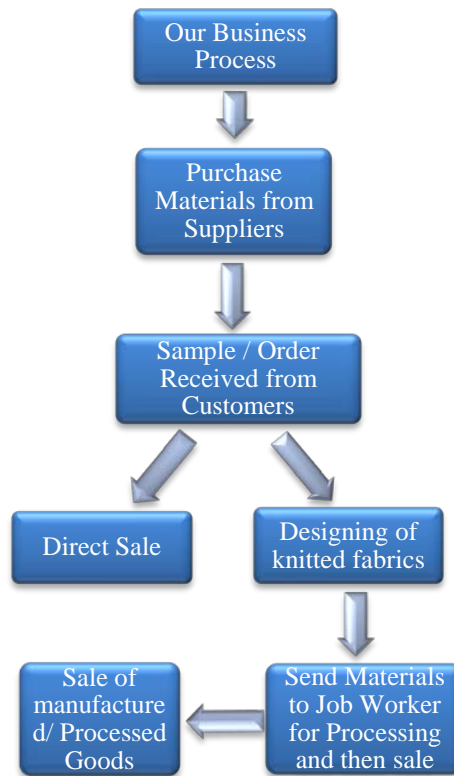 Our Business
Process
Purchase
Materials from
Suppliers
Sample / Order
Received from
Customers
Direct Sale
Designing of
knitted fabrics
Sale of
manufacture
d/ Processed
Goods
Send Materials
to Job Worker
for Processing
and then sale